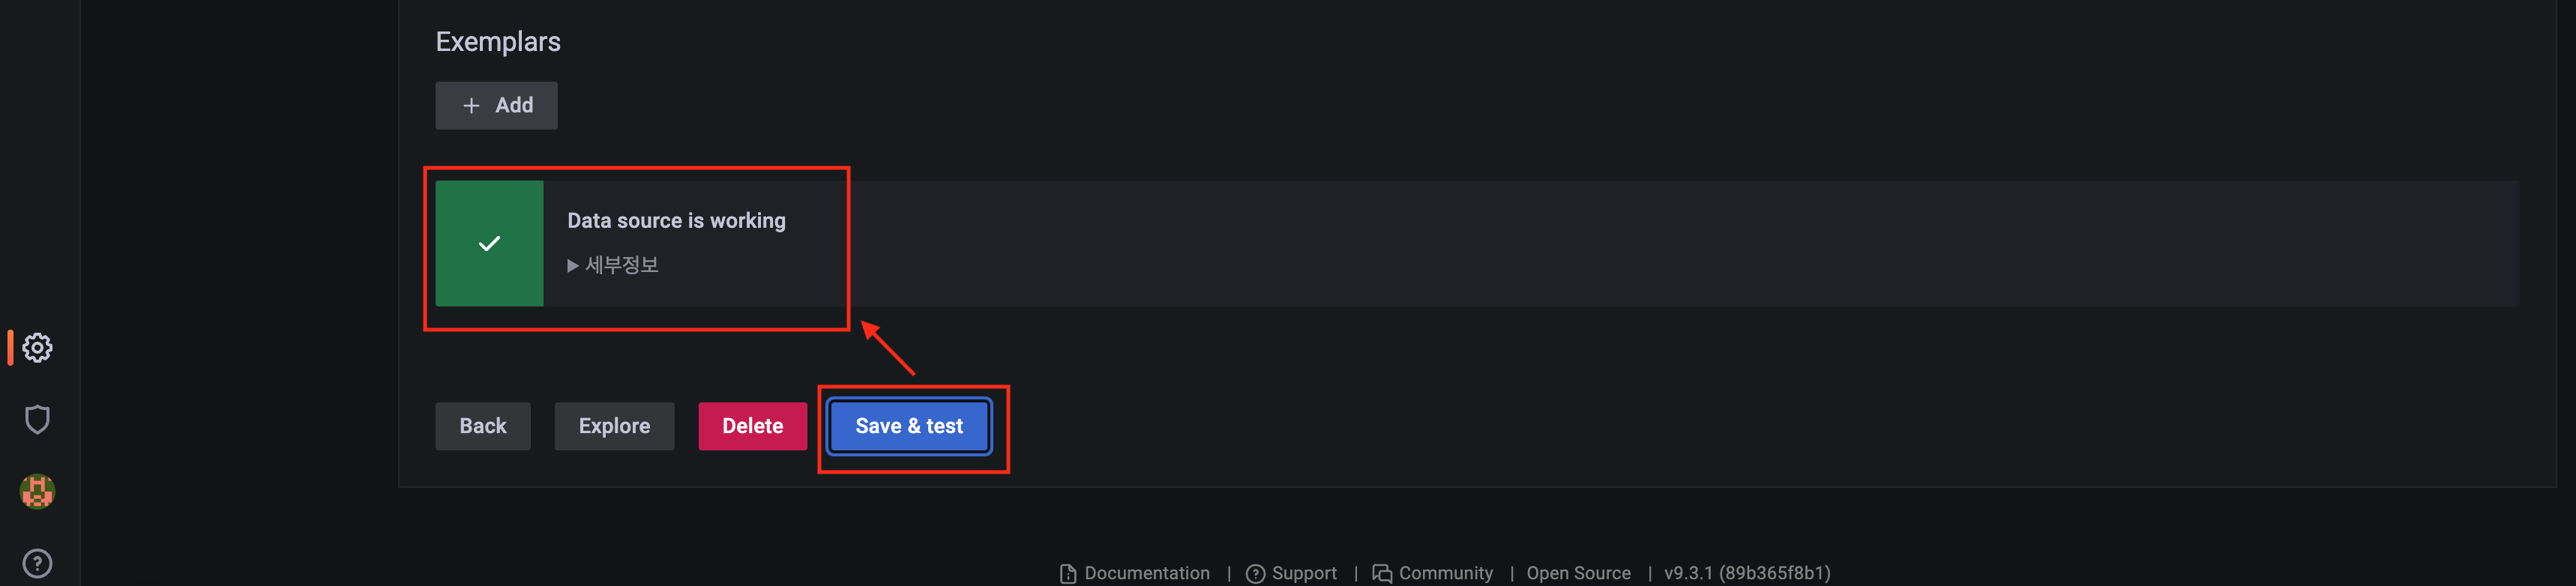 Exemplars
+ Add
Data source is working
▶ 세부정보
Back Explore Delete Save & test
? Documentation | Support | Community | Open Source | v9.3.1 (89b365f8b1)